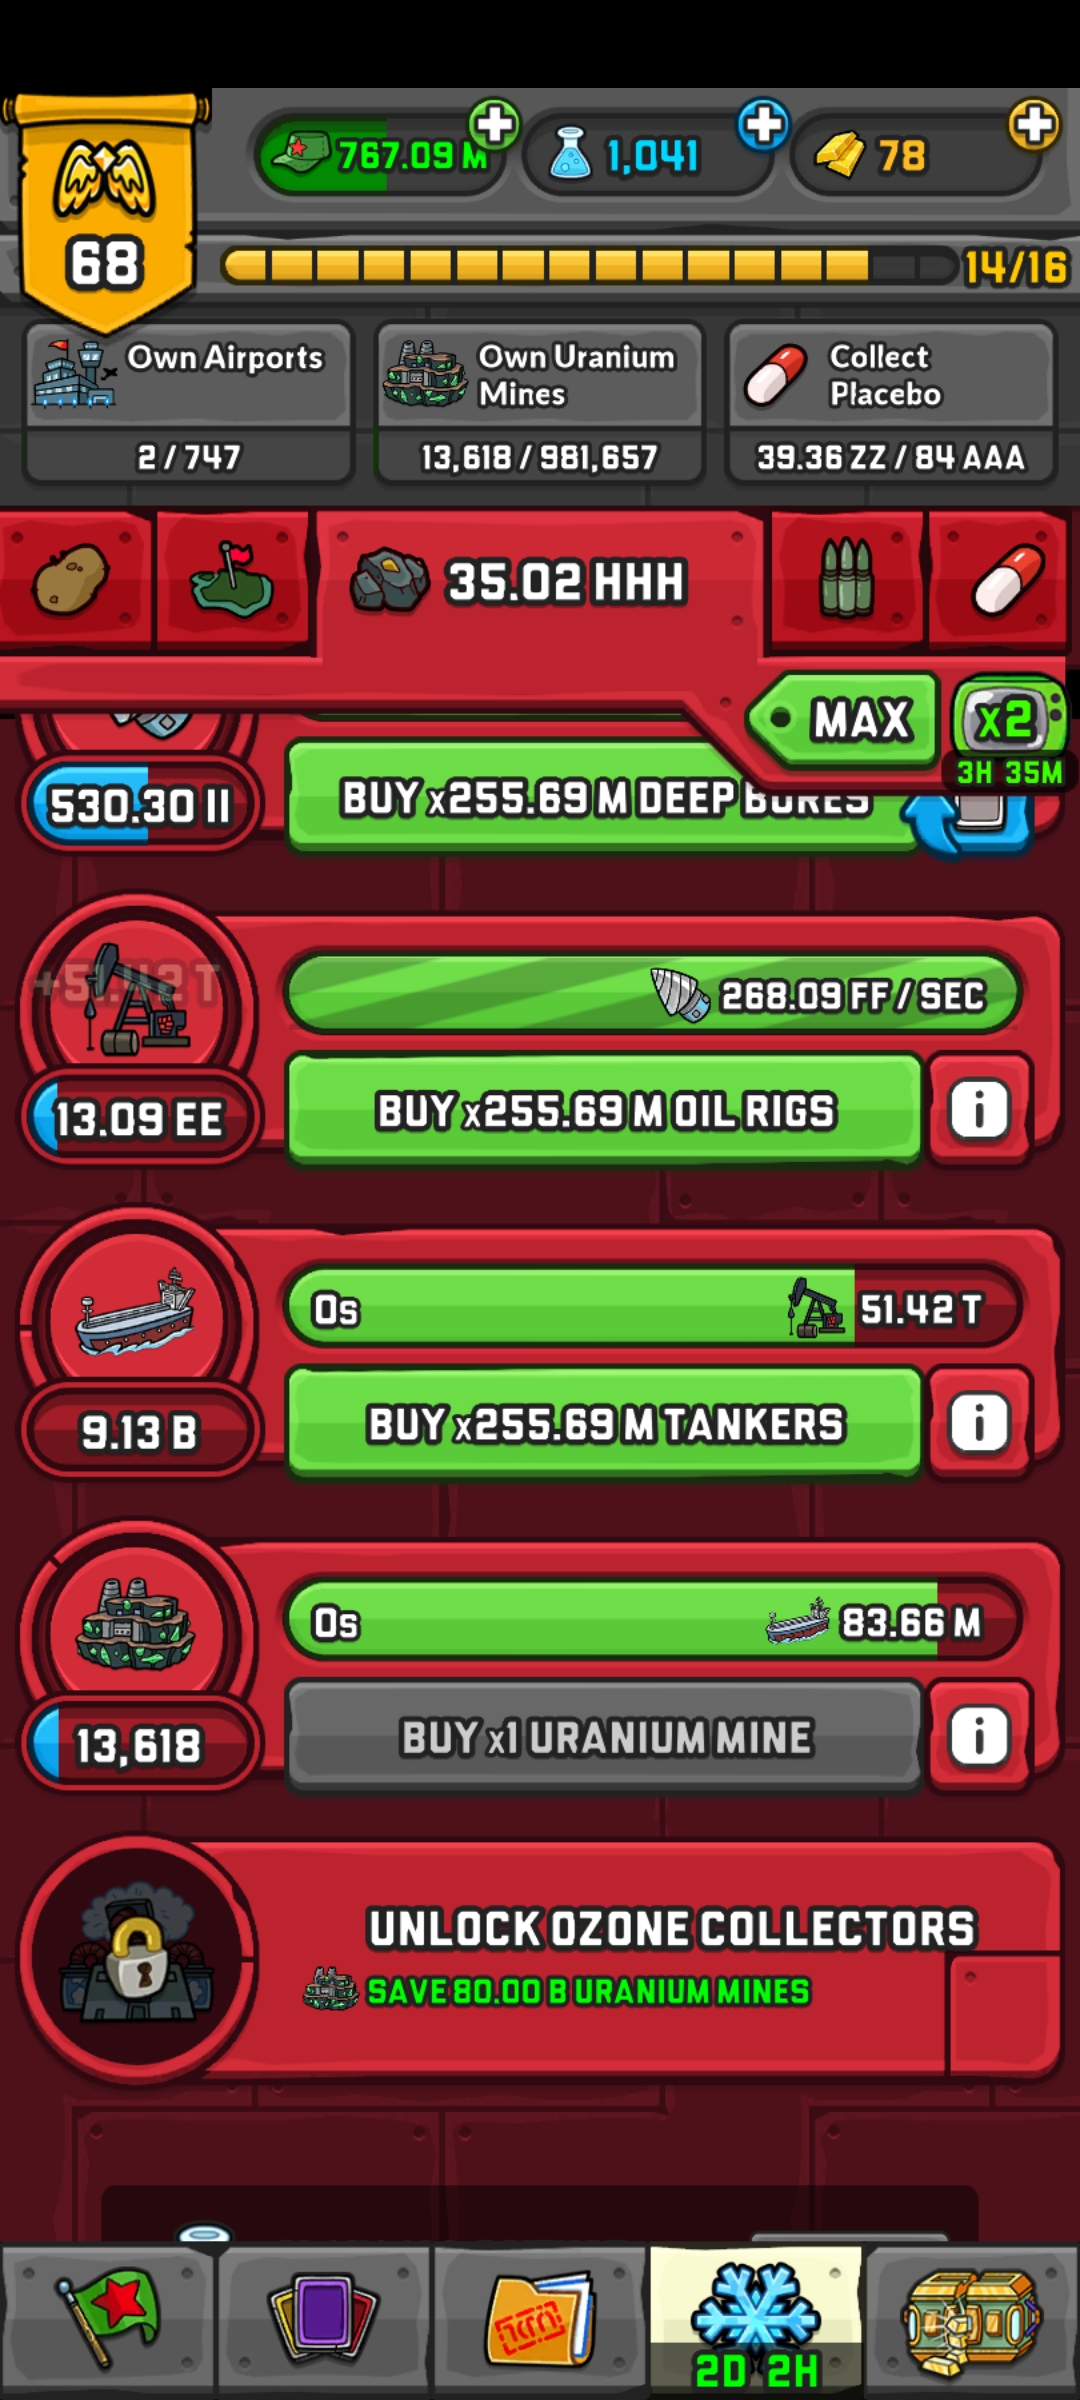 767.09 M
1,041
78
68
14/16
Own Airports
2 / 747
Own Uranium
Mines
13,618 / 981,657
Collect
Placebo
39.36 ZZ / 84 AAA
35.02 HHH
MAX
x2
3H 35M
530.30 II
BUY x255.69 M DEEP BORES
+51.42 T
268.09 FF / SEC
13.09 EE
BUY x255.69 M OIL RIGS
i
0s
51.42 T
9.13 B
BUY x255.69 M TANKERS
i
0s
83.66 M
13,618
BUY x1 URANIUM MINE
i
UNLOCK OZONE COLLECTORS
SAVE 80.00 B URANIUM MINES
2D 2H